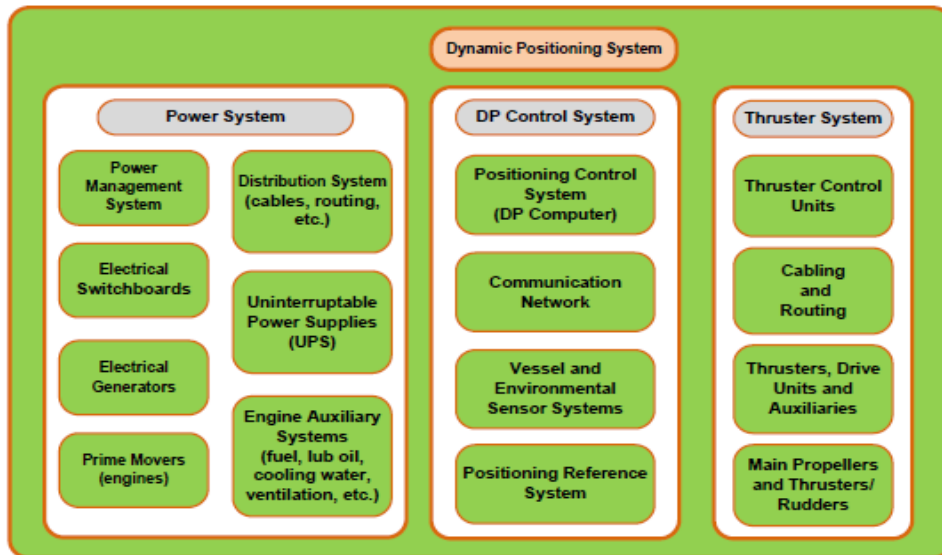 Dynamic Positioning System
Power System
Power
Management
System
Electrical
Switchboards
Electrical
Generators
Prime Movers
(engines)
Distribution System
(cables, routing,
etc.)
Uninterruptable
Power Supplies
(UPS)
Engine Auxiliary
Systems
(fuel, lub oil,
cooling water,
ventilation, etc.)
DP Control System
Positioning Control
System
(DP Computer)
Communication
Network
Vessel and
Environmental
Sensor Systems
Positioning Reference
System
Thruster System
Thruster Control
Units
Cabling
and
Routing
Thrusters, Drive
Units and
Auxiliaries
Main Propellers
and Thrusters/
Rudders